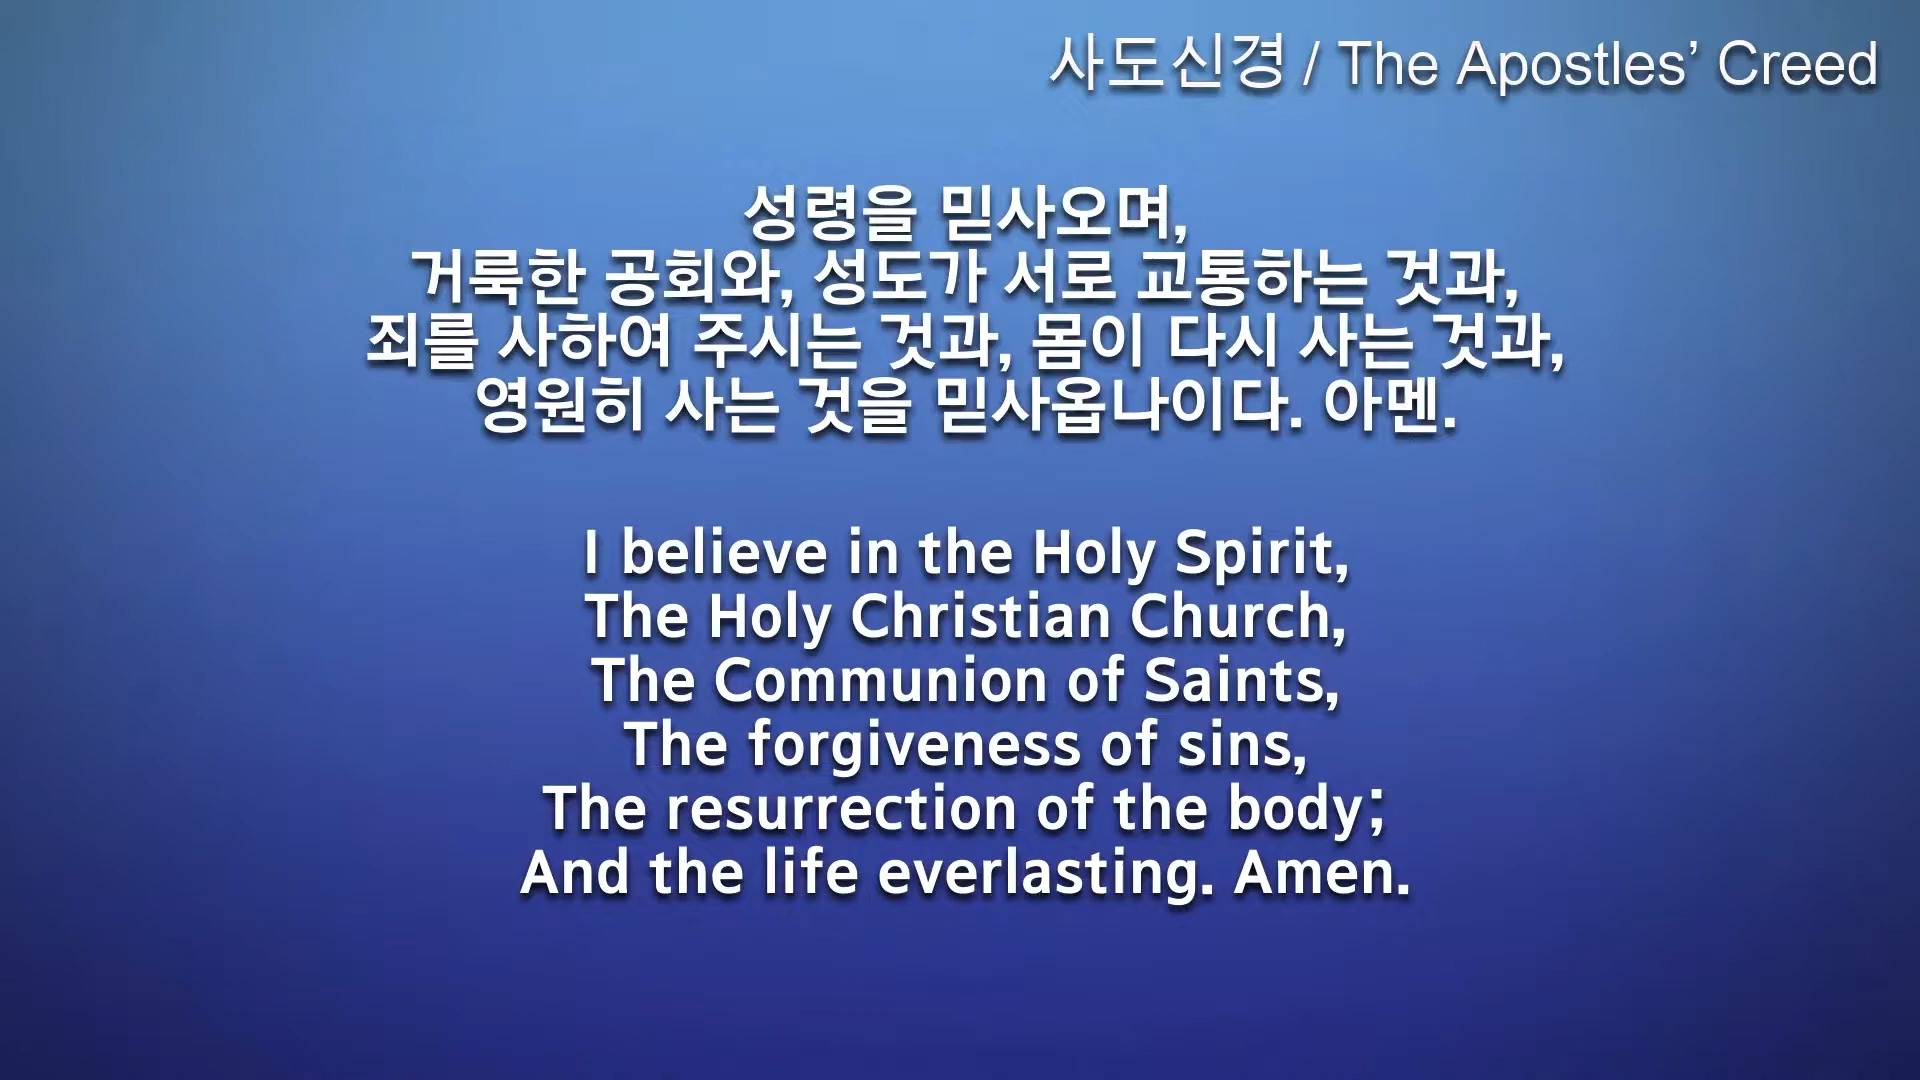 사도신경 / The Apostles’ Creed
성령을 믿사오며,
거룩한 공회와, 성도가 서로 교통하는 것과,
죄를 사하여 주시는 것과, 몸이 다시 사는 것과,
영원히 사는 것을 믿사옵나이다. 아멘.
I believe in the Holy Spirit,
The Holy Christian Church,
The Communion of Saints,
The forgiveness of sins,
The resurrection of the body;
And the life everlasting. Amen.